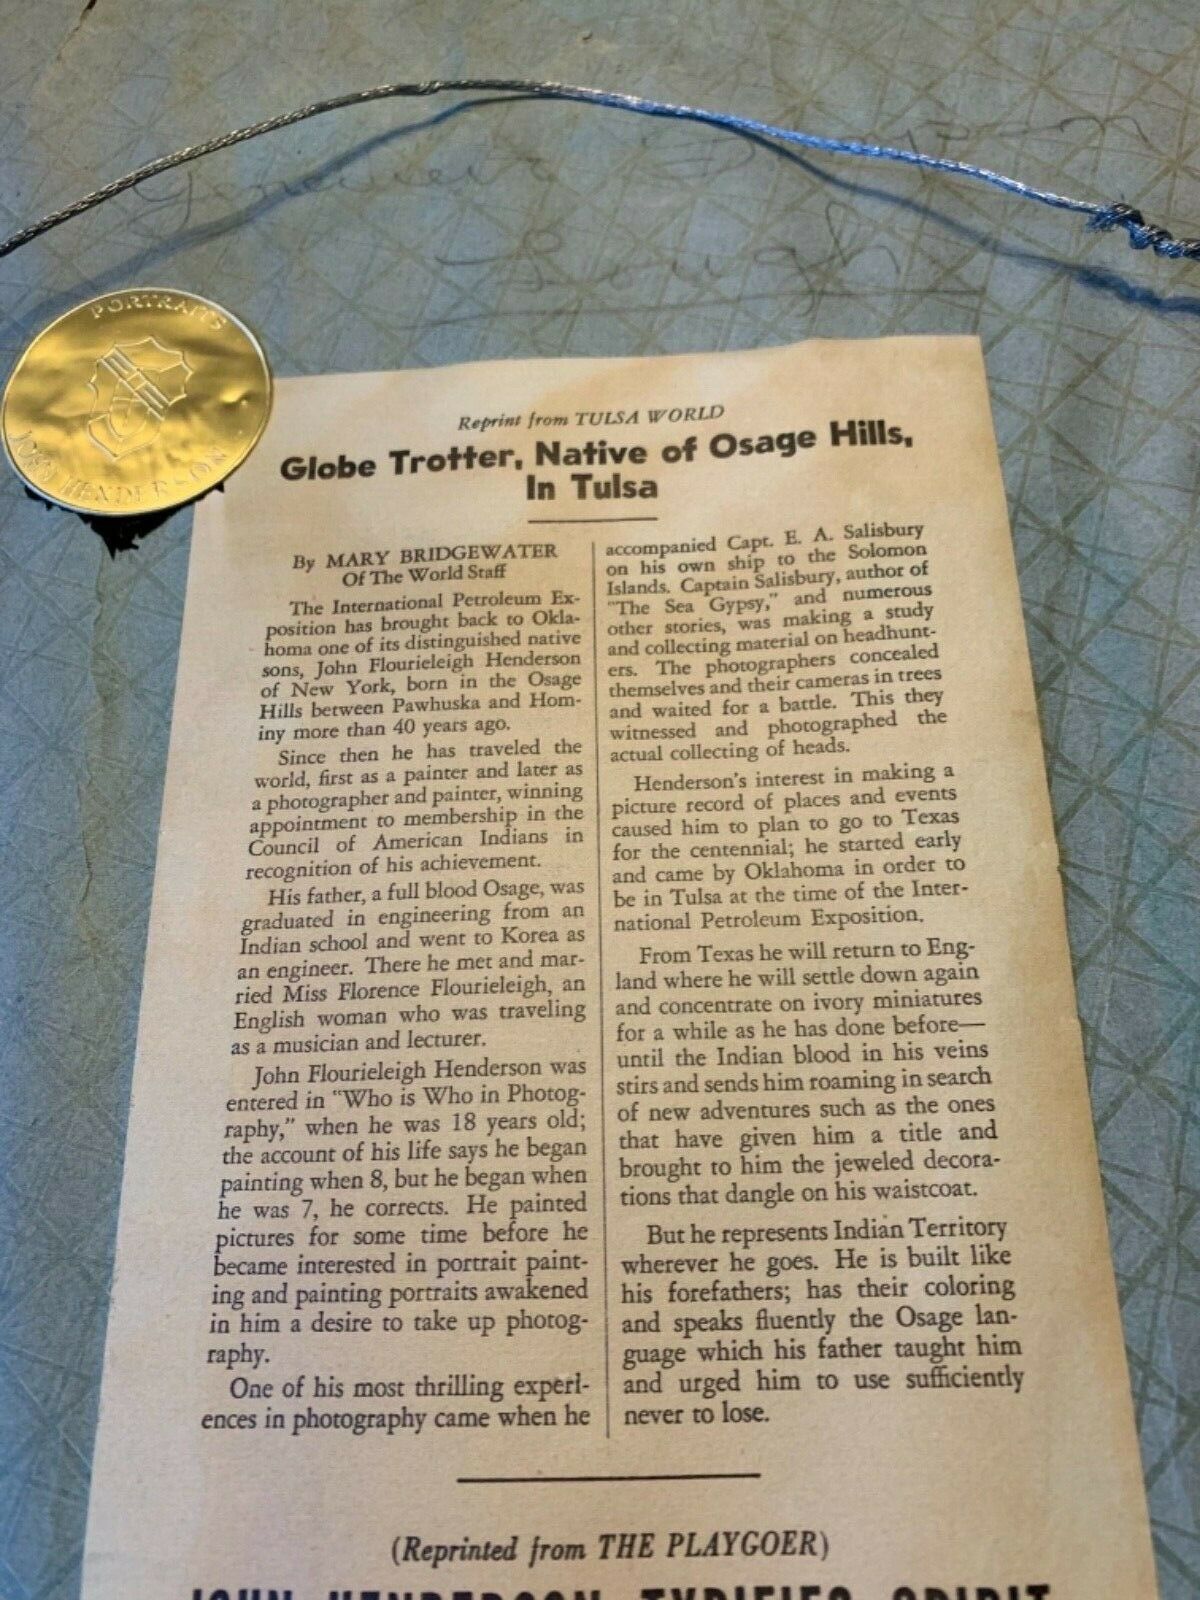 Lough
PORTRAITS
JOHN HENDERSON
Reprint from TULSA WORLD
Globe Trotter, Native of Osage Hills,
In Tulsa
By MARY BRIDGEWATER
Of The World Staff
The International Petroleum Ex-
position has brought back to Okla-
homa one of its distinguished native
sons, John Flourieleigh Henderson
of New York, born in the Osage
Hills between Pawhuska and Hom-
iny more than 40 years ago.
Since then he has traveled the
world, first as a painter and later as
a photographer and painter, winning
appointment to membership in the
Council of American Indians in
recognition of his achievement.
His father, a full blood Osage, was
graduated in engineering from an
Indian school and went to Korea as
an engineer. There he met and mar-
ried Miss Florence Flourieleigh, an
English woman who was traveling
as a musician and lecturer.
John Flourieleigh Henderson was
entered in "Who is Who in Photog-
raphy," when he was 18 years old;
the account of his life says he began
painting when 8, but he began when
he was 7, he corrects. He painted
pictures for some time before he
became interested in portrait paint-
ing and painting portraits awakened
in him a desire to take up photog-
raphy.
One of his most thrilling experi-
ences in photography came when he
accompanied Capt. E. A. Salisbury
on his own ship to the Solomon
Islands. Captain Salisbury, author of
"The Sea Gypsy," and numerous
other stories, was making a study
and collecting material on headhunt-
ers. The photographers concealed
themselves and their cameras in trees
and waited for a battle. This they
witnessed and photographed the
actual collecting of heads.
Henderson's interest in making a
picture record of places and events
caused him to plan to go to Texas
for the centennial; he started early
and came by Oklahoma in order to
be in Tulsa at the time of the Inter-
national Petroleum Exposition.
From Texas he will return to Eng-
land where he will settle down again
and concentrate on ivory miniatures
for a while as he has done before—
until the Indian blood in his veins
stirs and sends him roaming in search
of new adventures such as the ones
that have given him a title and
brought to him the jeweled decora-
tions that dangle on his waistcoat.
But he represents Indian Territory
wherever he goes. He is built like
his forefathers; has their coloring
and speaks fluently the Osage lan-
guage which his father taught him
and urged him to use sufficiently
never to lose.
(Reprinted from THE PLAYGOER)
JOHN HENDERSON TYPIFIES SPIRIT